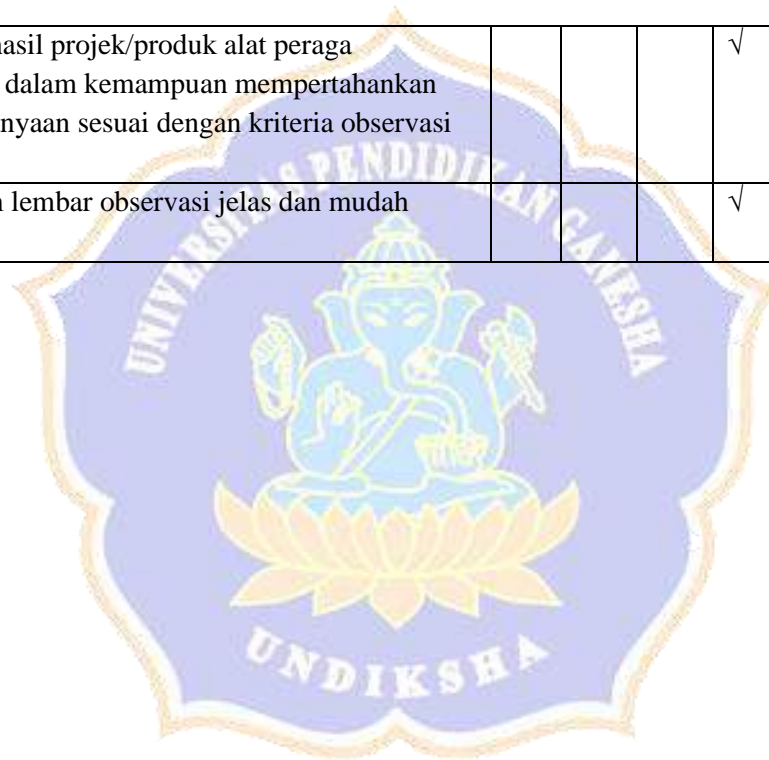 hasil projek/produk alat peraga √
dalam kemampuan mempertahankan
nyaan sesuai dengan kriteria observasi
lembar observasi jelas dan mudah √
UNIVERSITAS PENDIDIKAN GANESHA
UNDIKSHA